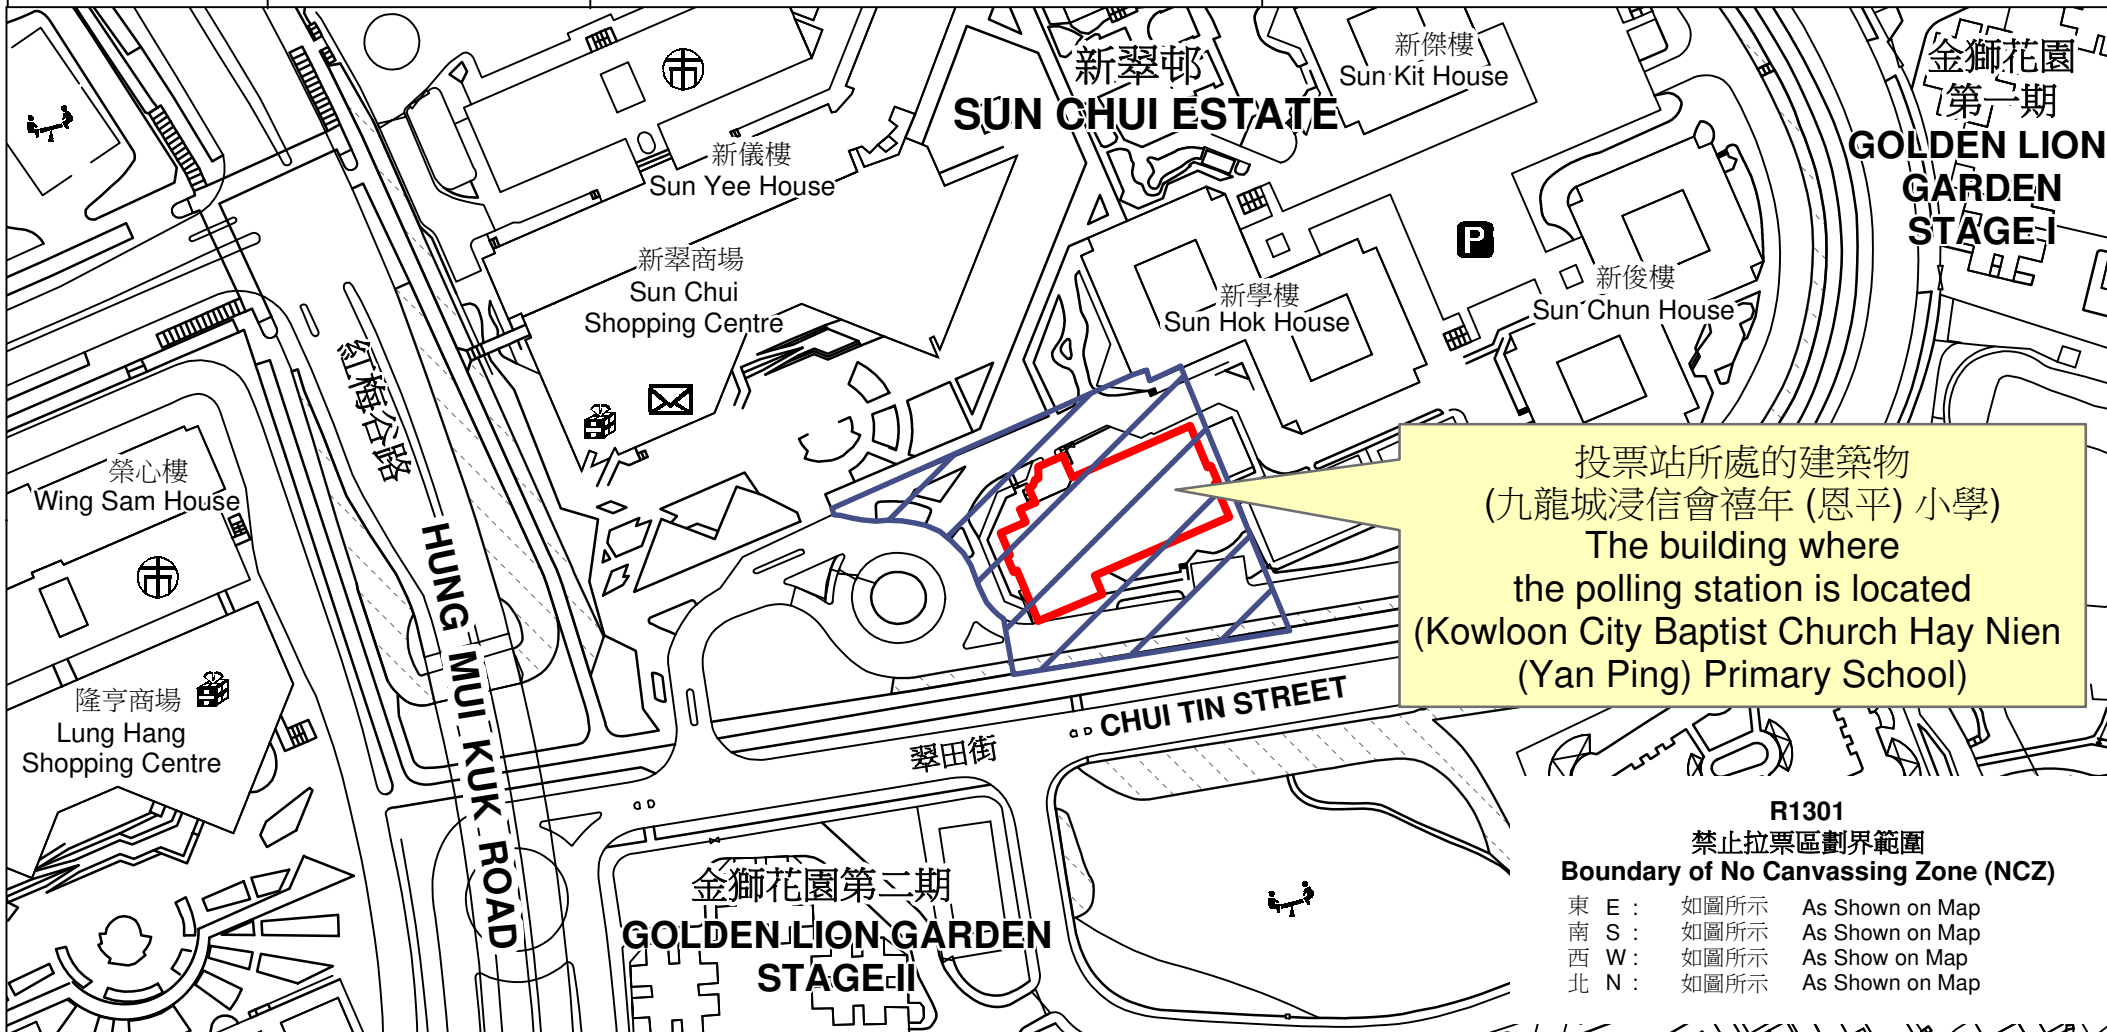 新傑樓
Sun Kit House
新翠邨
SUN CHUI ESTATE
金獅花園
第一期
GOLDEN LION
GARDEN
STAGE I
新儀樓
Sun Yee House
新翠商場
Sun Chui
Shopping Centre
P
新學樓
Sun Hok House
新俊樓
Sun Chun House
紅梅谷路
HUNG MUI KUK ROAD
榮心樓
Wing Sam House
投票站所處的建築物
(九龍城浸信會禧年 (恩平) 小學)
The building where
the polling station is located
(Kowloon City Baptist Church Hay Nien
(Yan Ping) Primary School)
隆亨商場
Lung Hang
Shopping Centre
翠田街
CHUI TIN STREET
金獅花園第二期
GOLDEN LION GARDEN
STAGE II
R1301
禁止拉票區劃界範圍
Boundary of No Canvassing Zone (NCZ)
東 E : 如圖所示 As Shown on Map
南 S : 如圖所示 As Shown on Map
西 W : 如圖所示 As Show on Map
北 N : 如圖所示 As Shown on Map